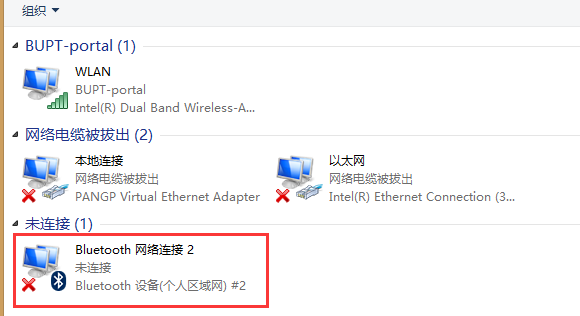 组织
BUPT-portal (1)
WLAN
BUPT-portal
Intel(R) Dual Band Wireless-A...
网络电缆被拔出 (2)
本地连接
网络电缆被拔出
PANGP Virtual Ethernet Adapter
以太网
网络电缆被拔出
Intel(R) Ethernet Connection (3...
未连接 (1)
Bluetooth 网络连接 2
未连接
Bluetooth 设备(个人区域网) #2